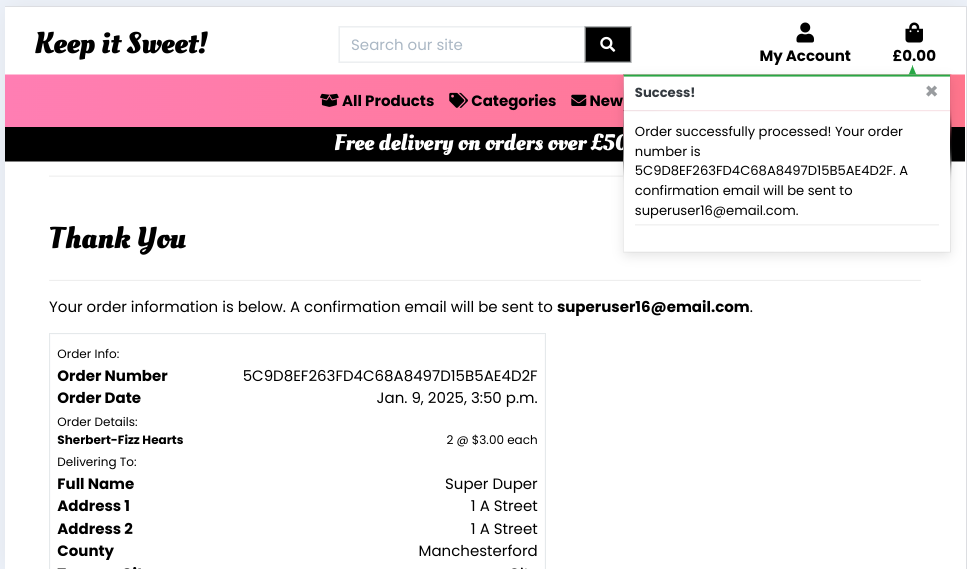 Keep it Sweet!
Search our site
My Account
£0.00
All Products
Categories
New
Free delivery on orders over £50
Success!
Order successfully processed! Your order
number is
5C9D8EF263FD4C68A8497D15B5AE4D2F. A
confirmation email will be sent to
superuser16@email.com.
Thank You
Your order information is below. A confirmation email will be sent to superuser16@email.com.
Order Info:
Order Number 5C9D8EF263FD4C68A8497D15B5AE4D2F
Order Date Jan. 9, 2025, 3:50 p.m.
Order Details:
Sherbert-Fizz Hearts 2 @ $3.00 each
Delivering To:
Full Name Super Duper
Address 1 1 A Street
Address 2 1 A Street
County Manchesterford